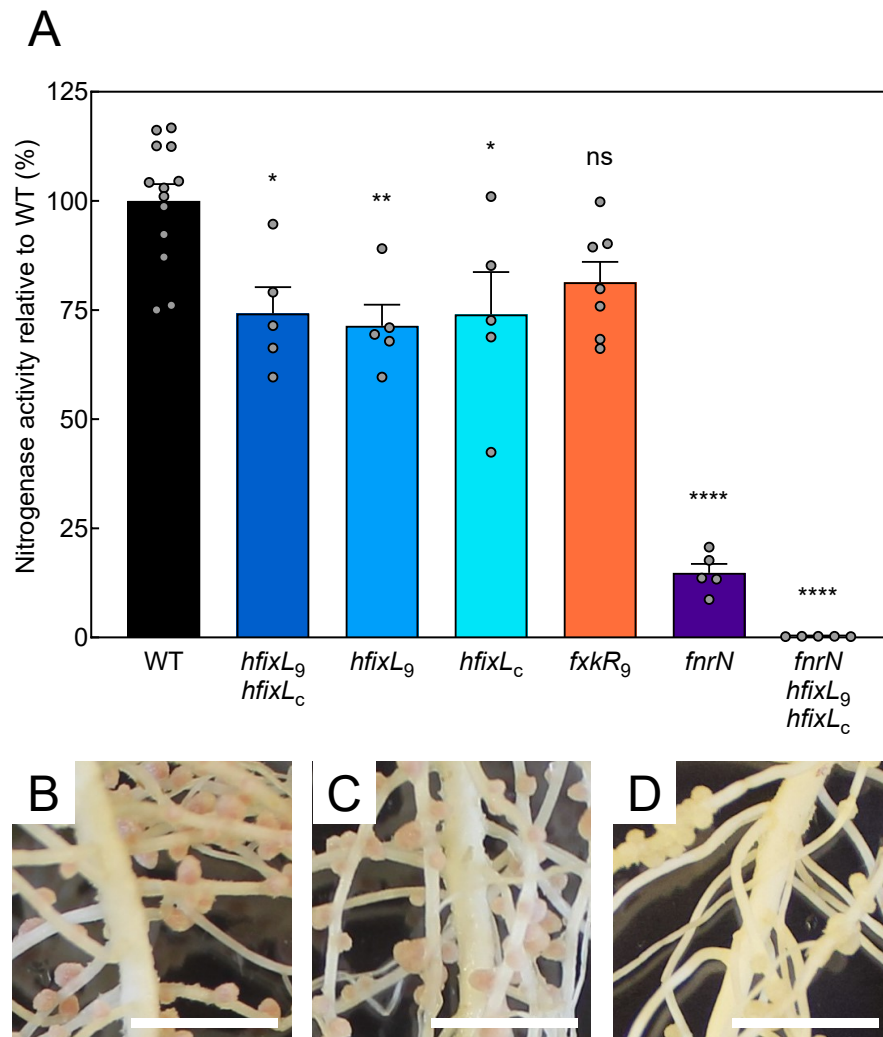 A
Nitrogenase activity relative to WT (%)
125
100
75
50
25
0
*
**
*
ns
****
****
WT
hfixL9
hfixLc
hfixL9
hfixLc
fxkR9
fnrN
fnrN
hfixL9
hfixLc
B
C
D